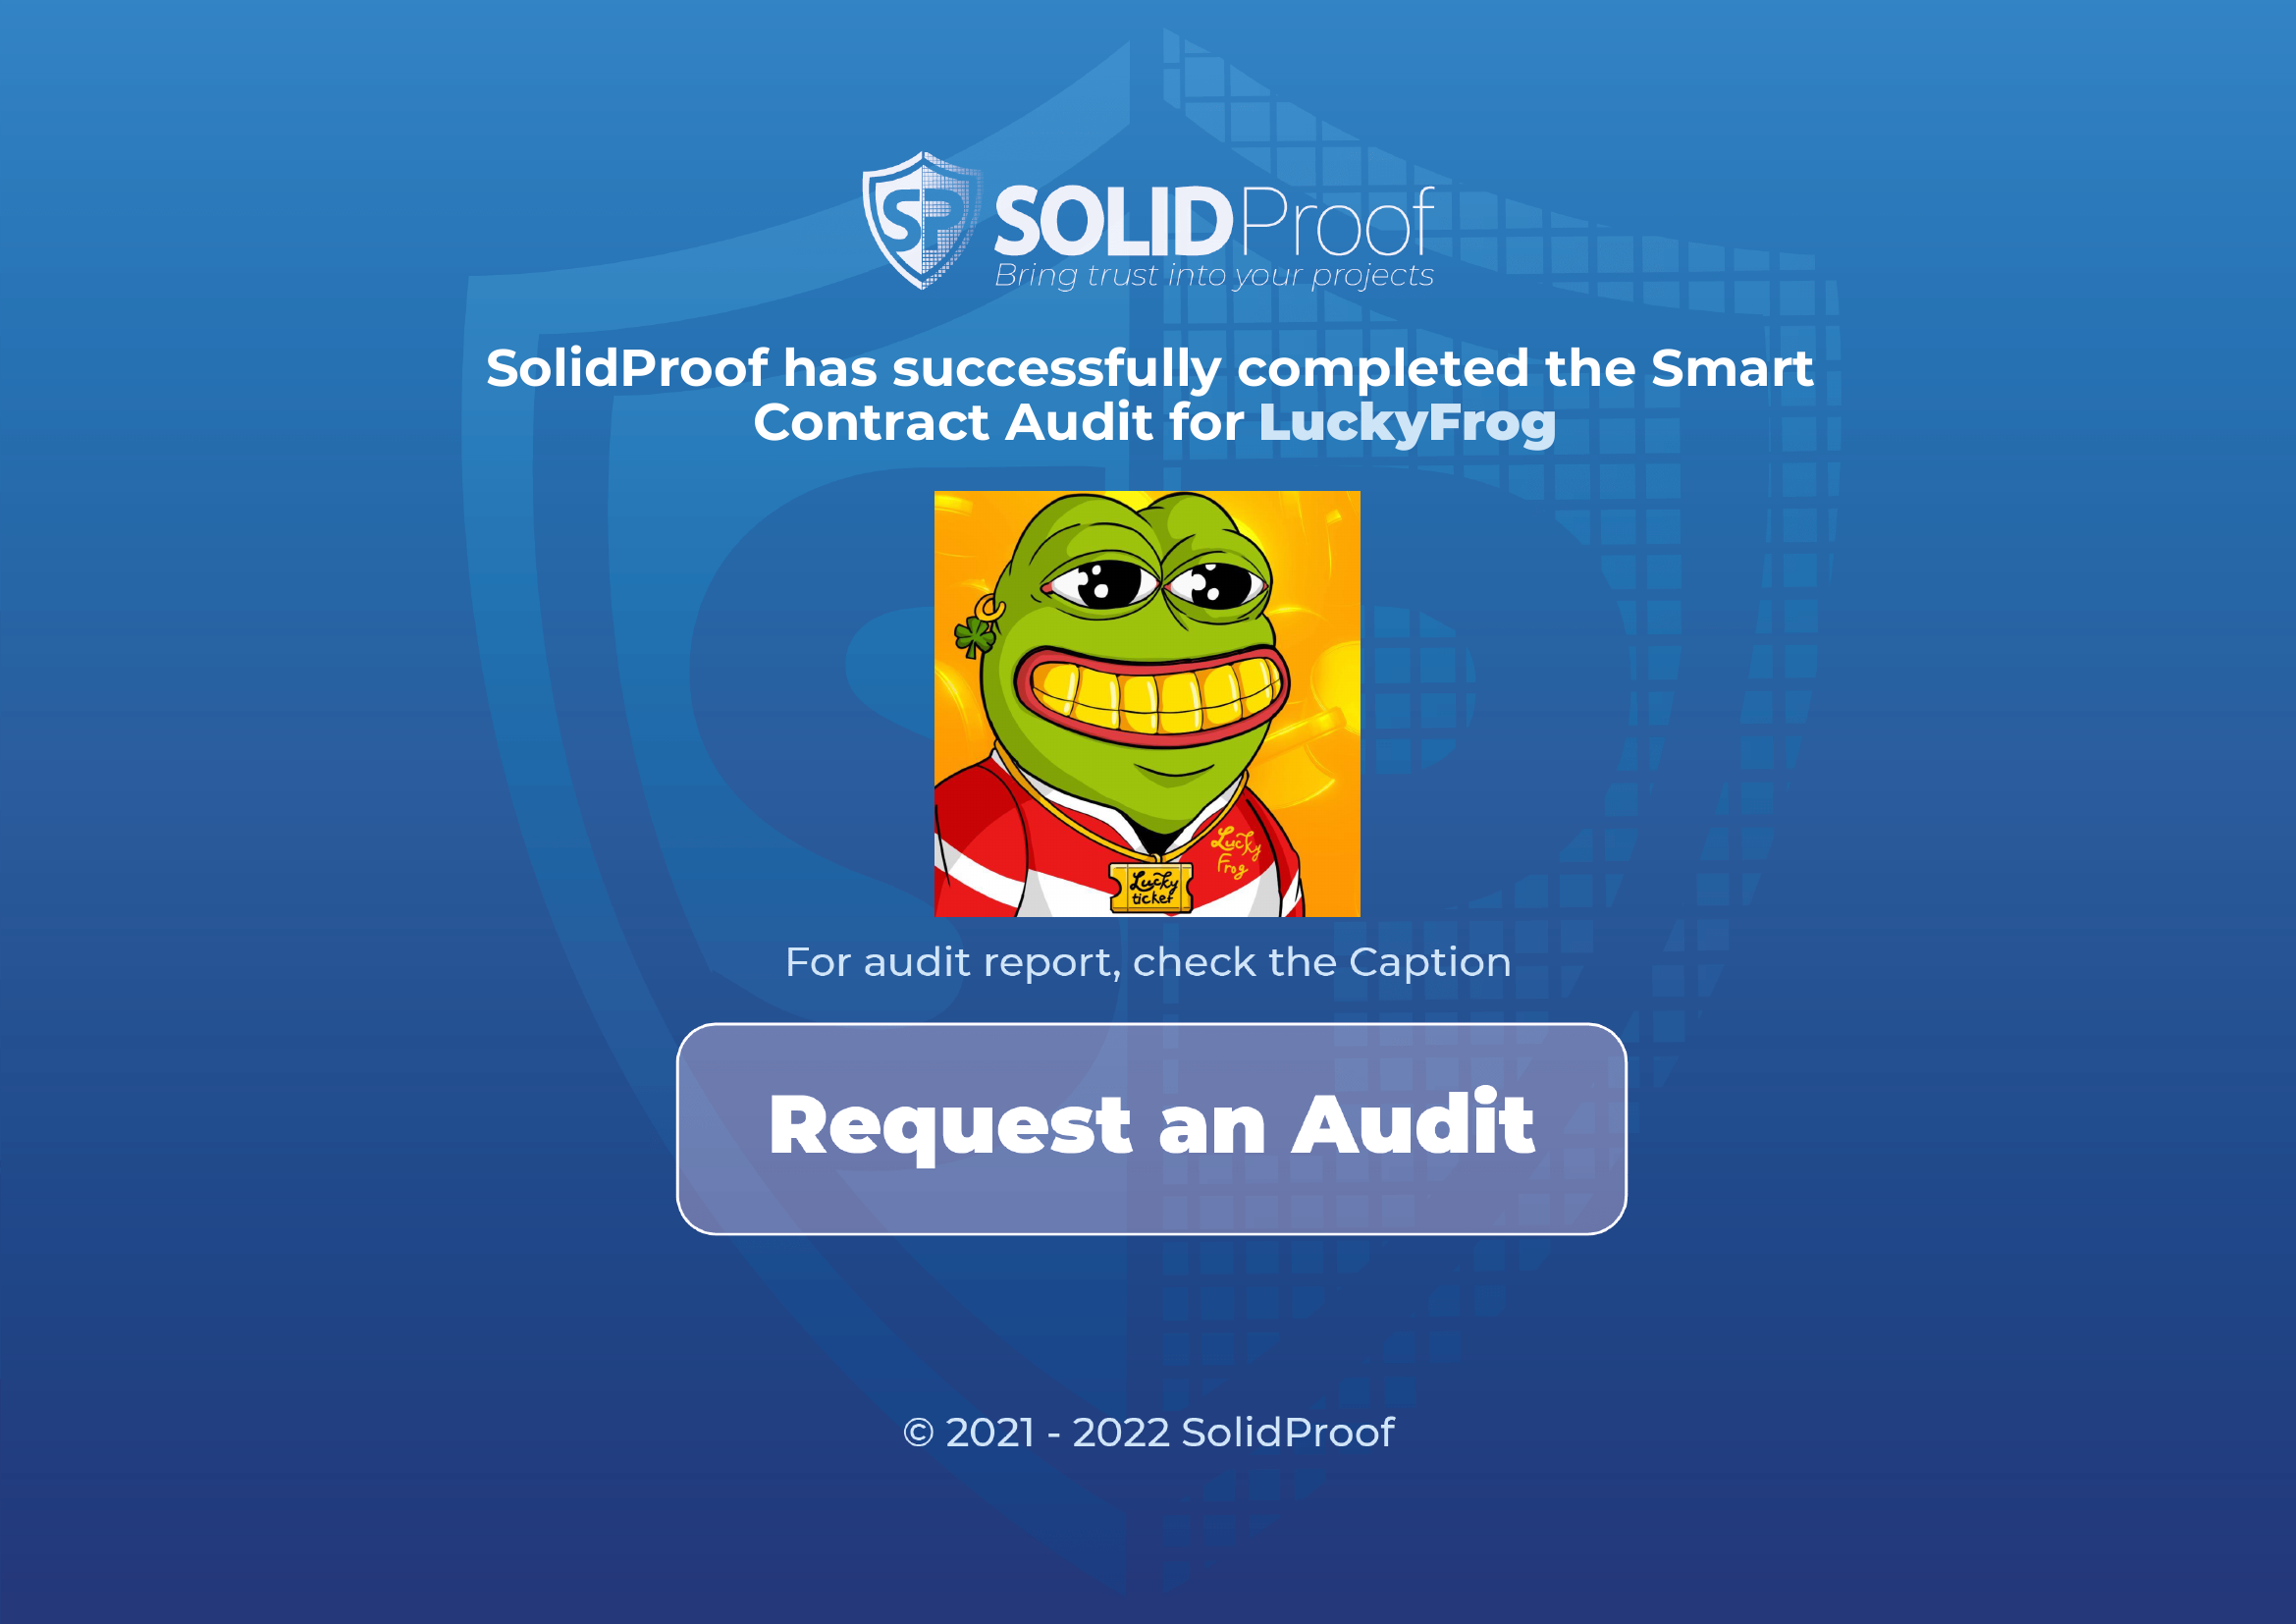 SP SOLIDProof
Bring trust into your projects
SolidProof has successfully completed the Smart
Contract Audit for LuckyFrog
Lucky
Frog
Lucky
ticket
For audit report, check the Caption
Request an Audit
© 2021 - 2022 SolidProof